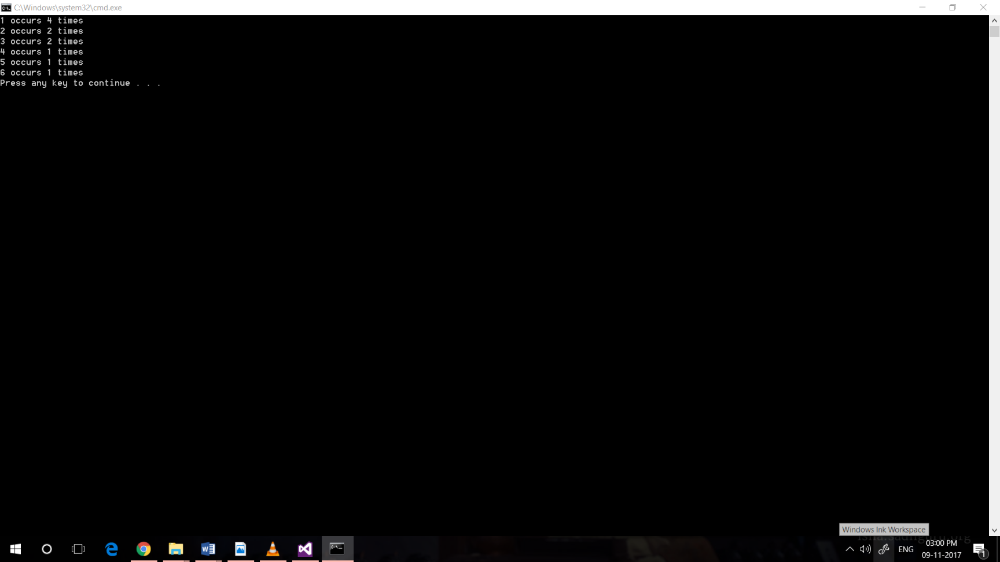 C:\Windows\system32\cmd.exe
1 occurs 4 times
2 occurs 2 times
3 occurs 2 times
4 occurs 1 times
5 occurs 1 times
6 occurs 1 times
Press any key to continue . . .
Windows Ink Workspace
ENG
03:00 PM
09-11-2017
1